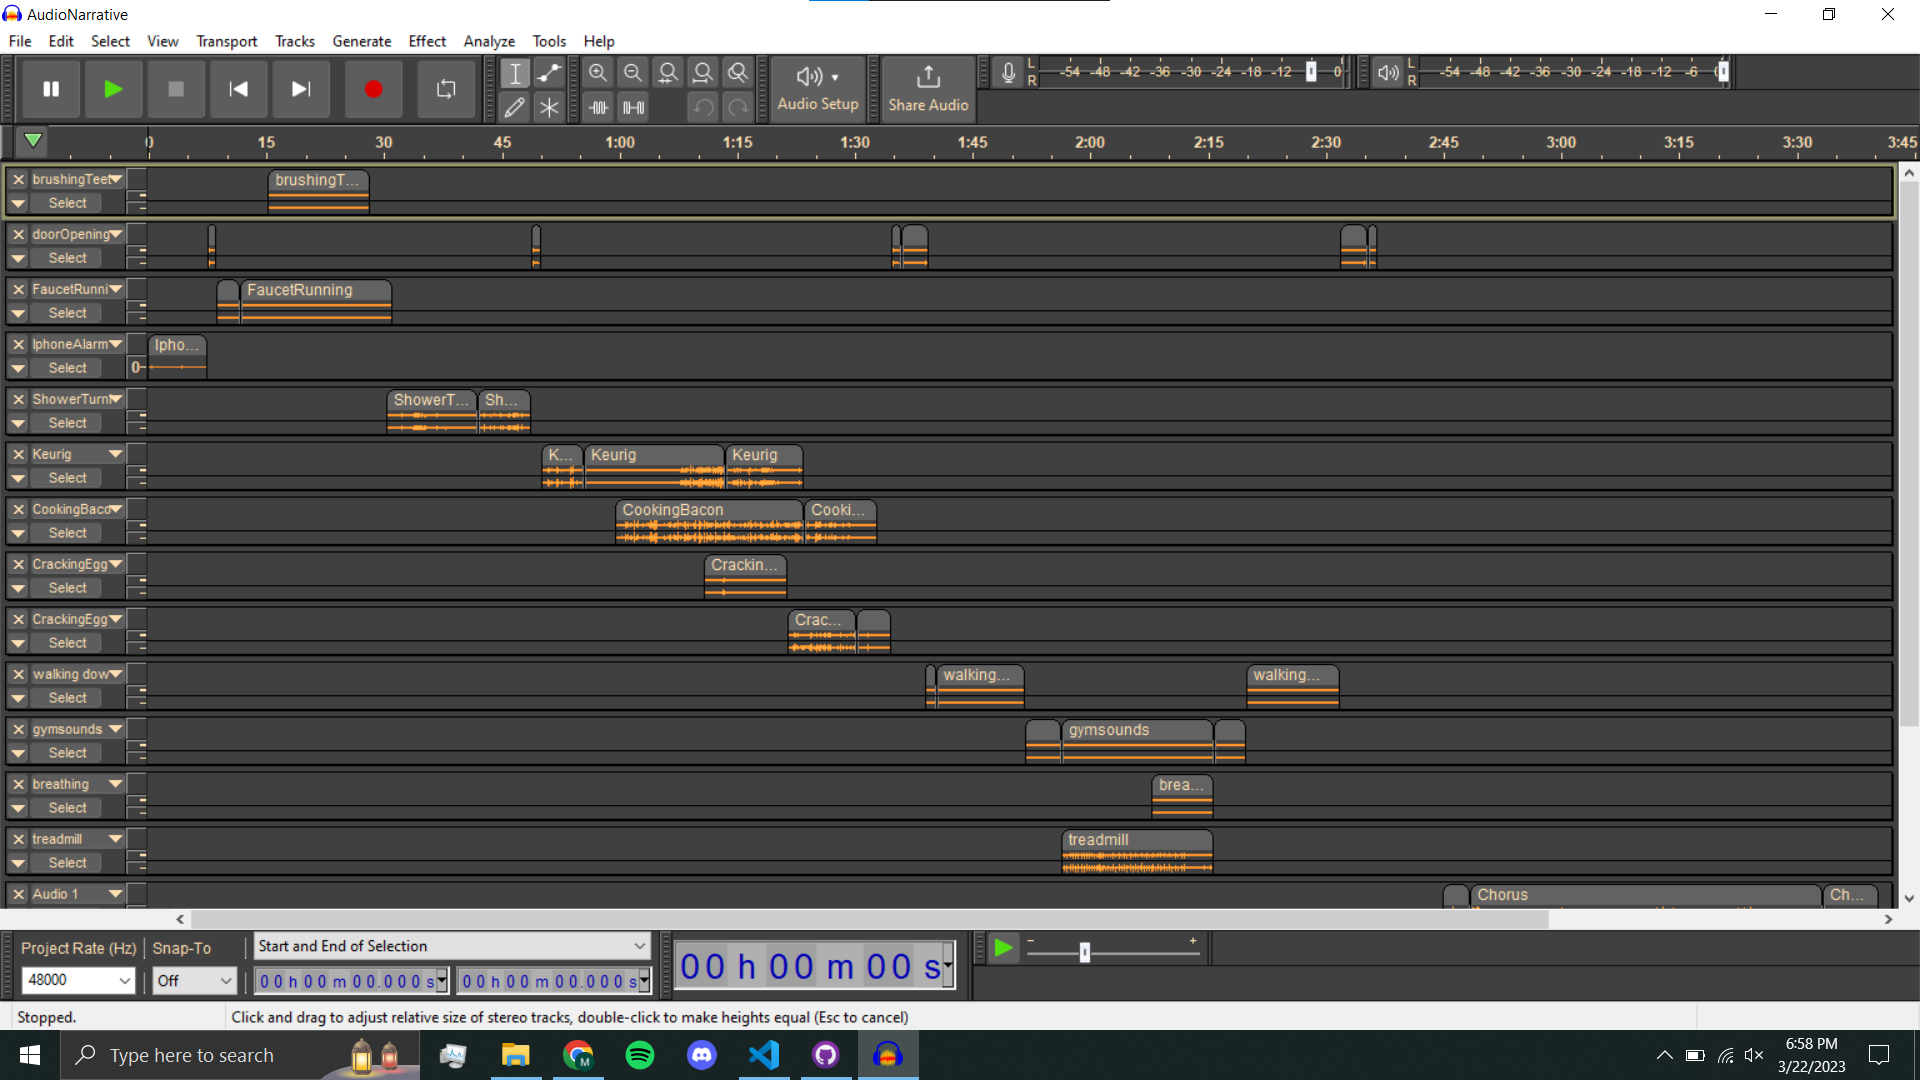 AudioNarrative
File Edit Select View Transport Tracks Generate Effect Analyze Tools Help
Audio Setup
Share Audio
L
R
-54 -48 -42 -36 -30 -24 -18 -12 0
L
R
-54 -48 -42 -36 -30 -24 -18 -12 -6 0
0 15 30 45 1:00 1:15 1:30 1:45 2:00 2:15 2:30 2:45 3:00 3:15 3:30 3:45
brushingTeet
Select
brushingT...
doorOpening
Select
FaucetRunni
Select
FaucetRunning
IphoneAlarm
Select
0
Ipho...
ShowerTurni
Select
ShowerT... Sh...
Keurig
Select
K... Keurig Keurig
CookingBaco
Select
CookingBacon Cooki...
CrackingEgg
Select
Crackin...
CrackingEgg
Select
Crac...
walking dow
Select
walking... walking...
gymsounds
Select
gymsounds
breathing
Select
brea...
treadmill
Select
treadmill
Audio 1
Chorus Ch...
Project Rate (Hz) Snap-To
Start and End of Selection
48000
Off
00 h 00 m 00.000 s 00 h 00 m 00.000 s
00 h 00 m 00 s
- +
Stopped.
Click and drag to adjust relative size of stereo tracks, double-click to make heights equal (Esc to cancel)
Type here to search
M
6:58 PM
3/22/2023